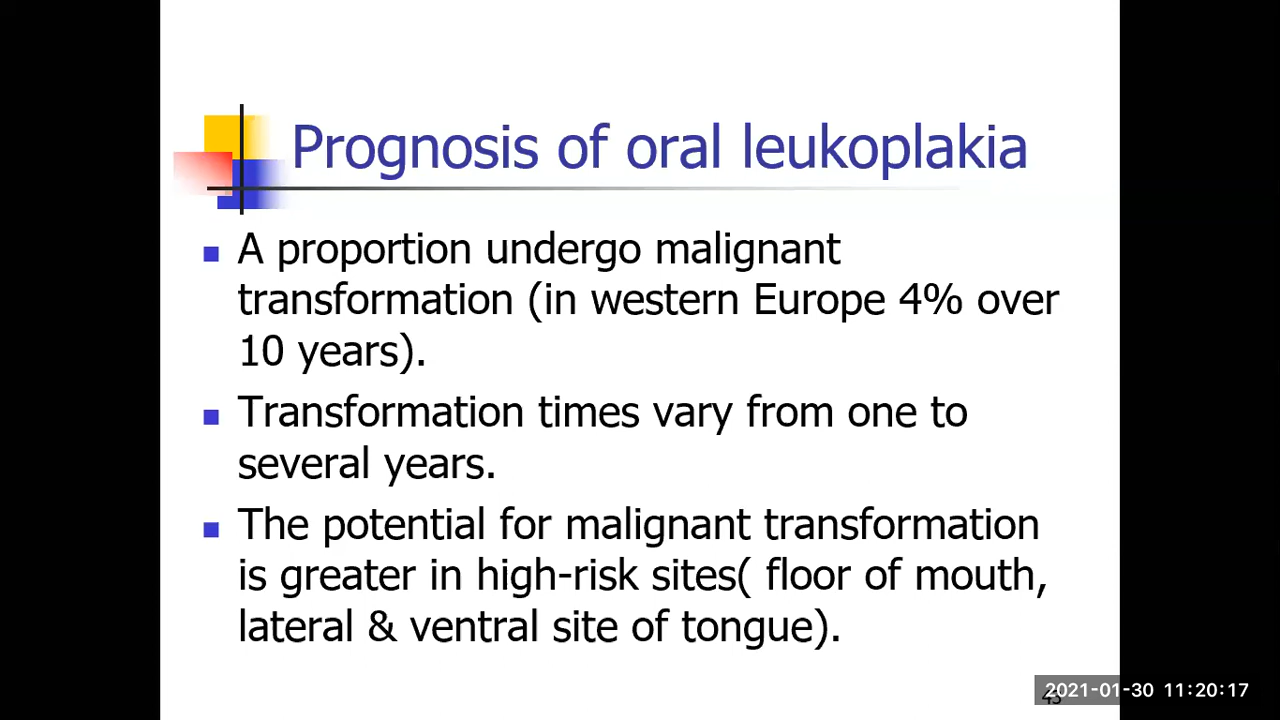 Prognosis of oral leukoplakia
A proportion undergo malignant
transformation (in western Europe 4% over
10 years).
Transformation times vary from one to
several years.
The potential for malignant transformation
is greater in high-risk sites( floor of mouth,
lateral & ventral site of tongue).
2021-01-30 11:20:17